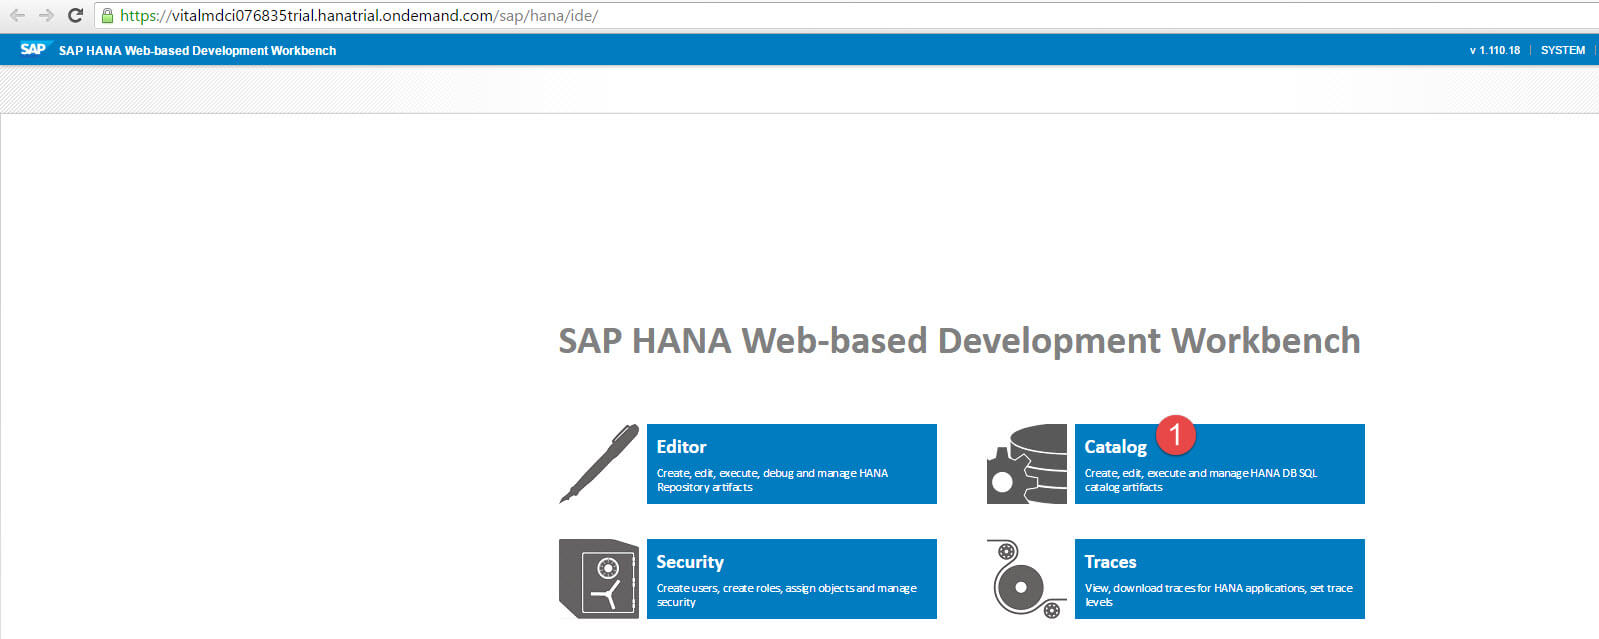 https://vitalmdci076835trial.hanatrial.ondemand.com/sap/hana/ide/
SAP SAP HANA Web-based Development Workbench v 1.110.18 | SYSTEM |
SAP HANA Web-based Development Workbench
Editor
Create, edit, execute, debug and manage HANA
Repository artifacts
Catalog 1
Create, edit, execute and manage HANA DB SQL
catalog artifacts
Security
Create users, create roles, assign objects and manage
security
Traces
View, download traces for HANA applications, set trace
levels